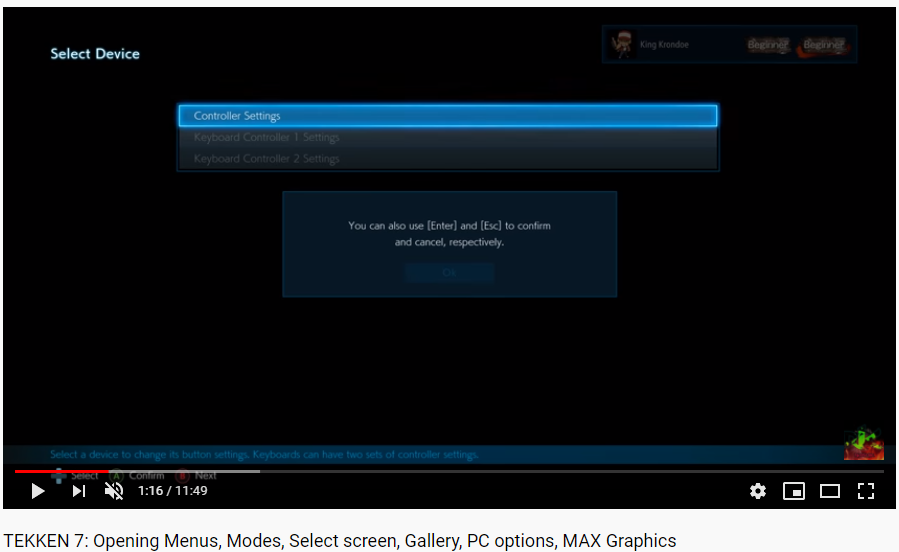 Select Device
King Krondoe
Beginner Beginner
Controller Settings
Keyboard Controller 1 Settings
Keyboard Controller 2 Settings
You can also use [Enter] and [Esc] to confirm
and cancel, respectively.
OK
Select a device to change its button settings. Keyboards can have two sets of controller settings.
Select A Confirm B Next
1:16 / 11:49
TEKKEN 7: Opening Menus, Modes, Select screen, Gallery, PC options, MAX Graphics